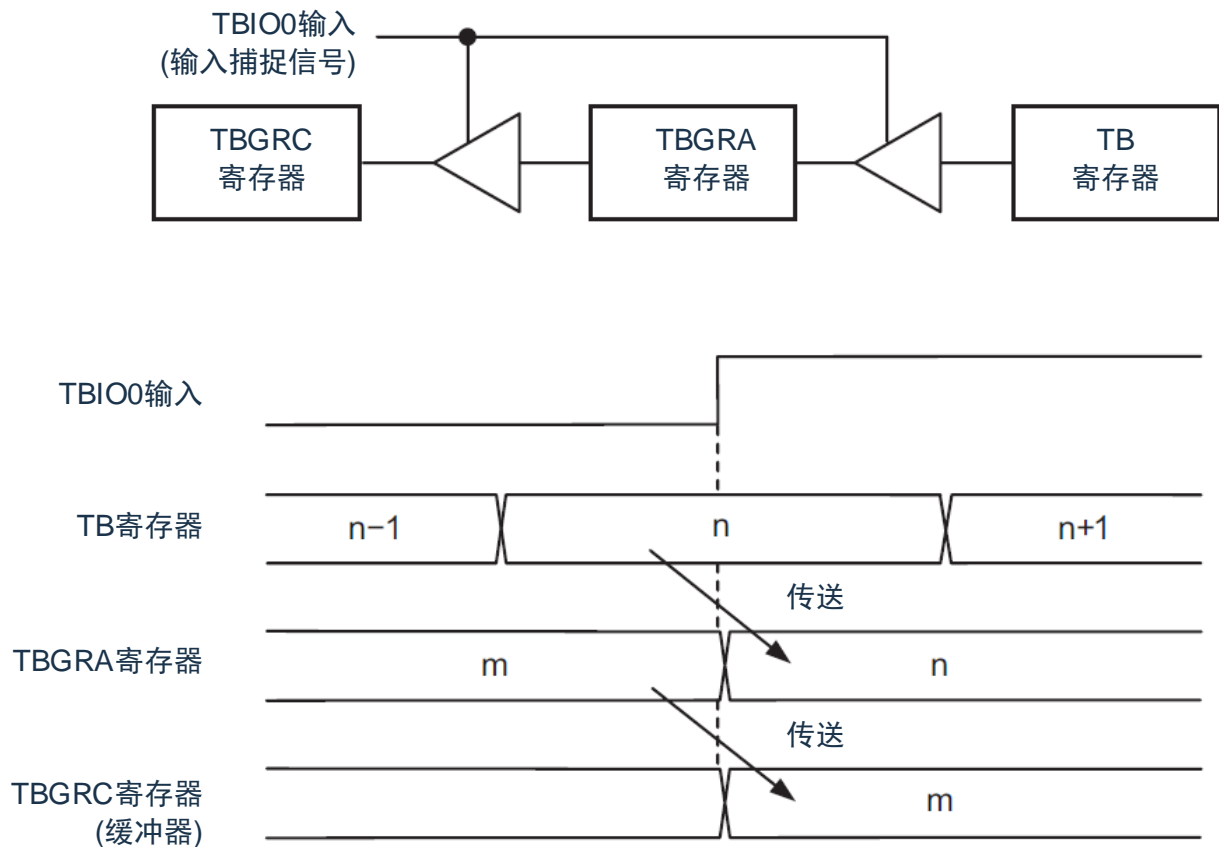 TBIO0输入
(输入捕捉信号)
TBGRC
寄存器
TBGRA
寄存器
TB
寄存器
TBIO0输入
TB寄存器
n−1
n
n+1
传送
TBGRA寄存器
m
n
传送
TBGRC寄存器
(缓冲器)
m